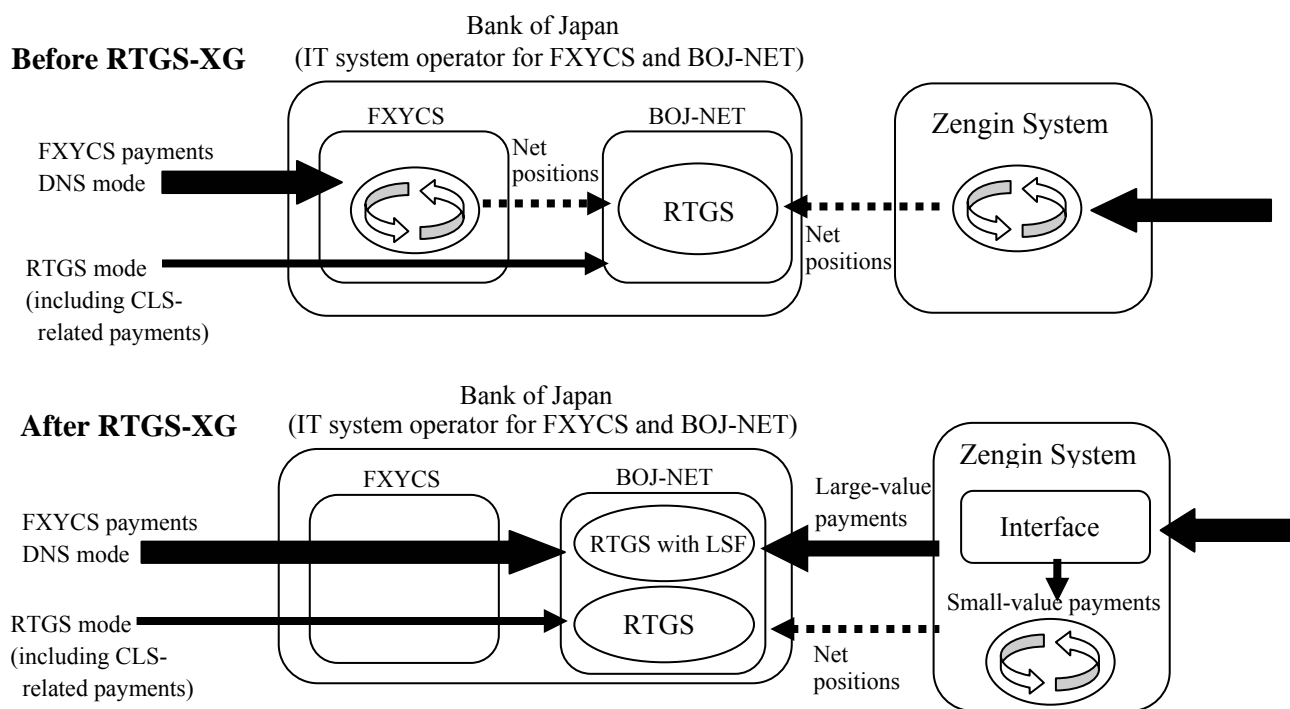 Bank of Japan
Before RTGS-XG
(IT system operator for FXYCS and BOJ-NET)
FXYCS
BOJ-NET
Zengin System
FXYCS payments
DNS mode
Net
positions
RTGS
Net
positions
RTGS mode
(including CLS-
related payments)
Bank of Japan
After RTGS-XG
(IT system operator for FXYCS and BOJ-NET)
FXYCS
BOJ-NET
Zengin System
Large-value
payments
FXYCS payments
DNS mode
RTGS with LSF
Interface
Small-value payments
RTGS mode
(including CLS-
related payments)
RTGS
Net
positions